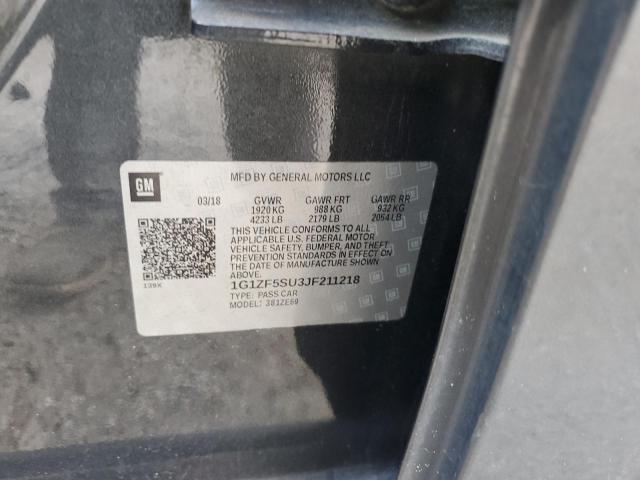 GM
MFD BY GENERAL MOTORS LLC
03/18 GVWR GAWR FRT GAWR RR
1920 KG 988 KG 932 KG
4233 LB 2179 LB 2054 LB
THIS VEHICLE CONFORMS TO ALL
APPLICABLE U.S. FEDERAL MOTOR
VEHICLE SAFETY, BUMPER, AND THEFT
PREVENTION STANDARDS IN EFFECT ON
THE DATE OF MANUFACTURE SHOWN
ABOVE.
139X
1G1ZF5SU3JF211218
TYPE: PASS CAR
MODEL: 381ZE69